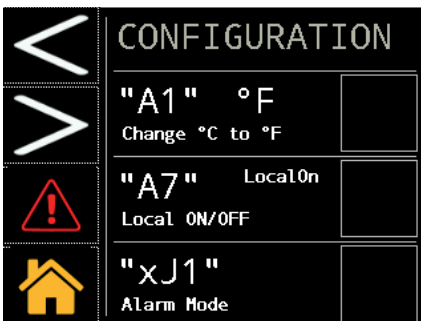 CONFIGURATION
"A1" °F
Change °C to °F
"A7" LocalOn
Local ON/OFF
"xJ1"
Alarm Mode